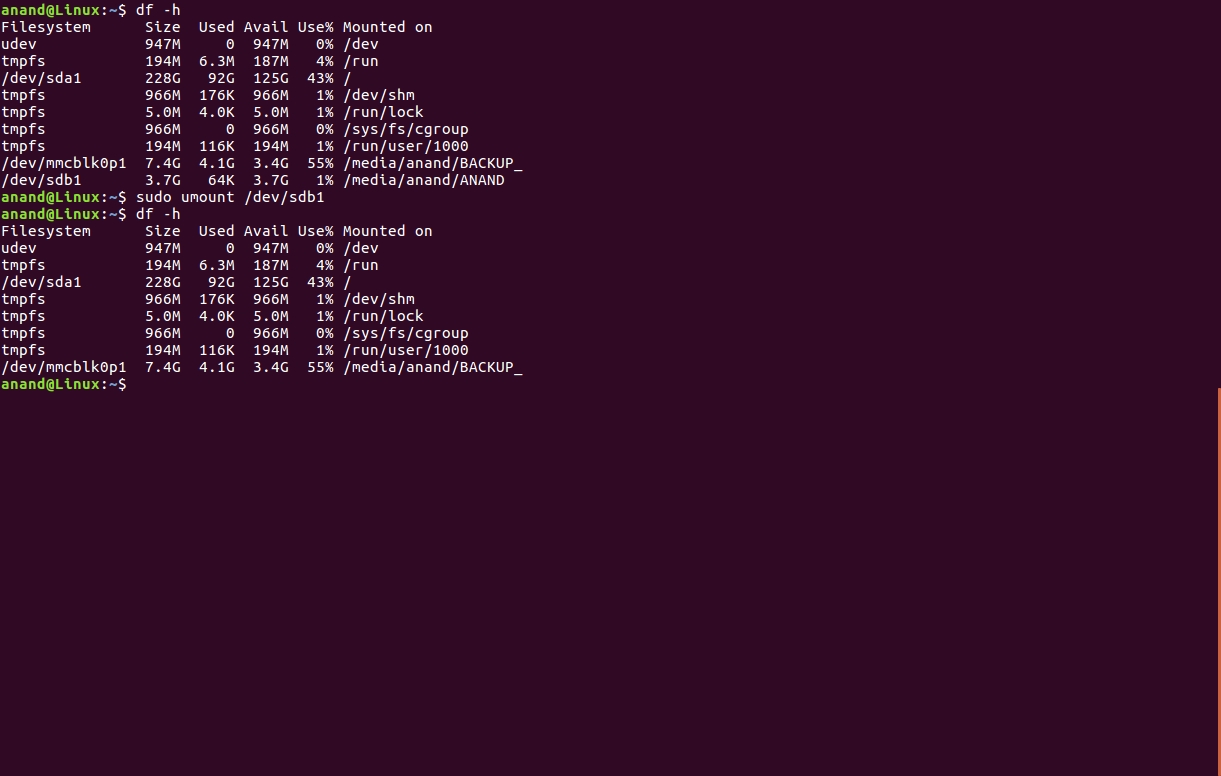 anand@Linux:~$ df -h
Filesystem      Size  Used Avail Use% Mounted on
udev            947M     0  947M   0% /dev
tmpfs           194M  6.3M  187M   4% /run
/dev/sda1       228G   92G  125G  43% /
tmpfs           966M  176K  966M   1% /dev/shm
tmpfs           5.0M  4.0K  5.0M   1% /run/lock
tmpfs           966M     0  966M   0% /sys/fs/cgroup
tmpfs           194M  116K  194M   1% /run/user/1000
/dev/mmcblk0p1  7.4G  4.1G  3.4G  55% /media/anand/BACKUP_
/dev/sdb1       3.7G   64K  3.7G   1% /media/anand/ANAND
anand@Linux:~$ sudo umount /dev/sdb1
anand@Linux:~$ df -h
Filesystem      Size  Used Avail Use% Mounted on
udev            947M     0  947M   0% /dev
tmpfs           194M  6.3M  187M   4% /run
/dev/sda1       228G   92G  125G  43% /
tmpfs           966M  176K  966M   1% /dev/shm
tmpfs           5.0M  4.0K  5.0M   1% /run/lock
tmpfs           966M     0  966M   0% /sys/fs/cgroup
tmpfs           194M  116K  194M   1% /run/user/1000
/dev/mmcblk0p1  7.4G  4.1G  3.4G  55% /media/anand/BACKUP_
anand@Linux:~$